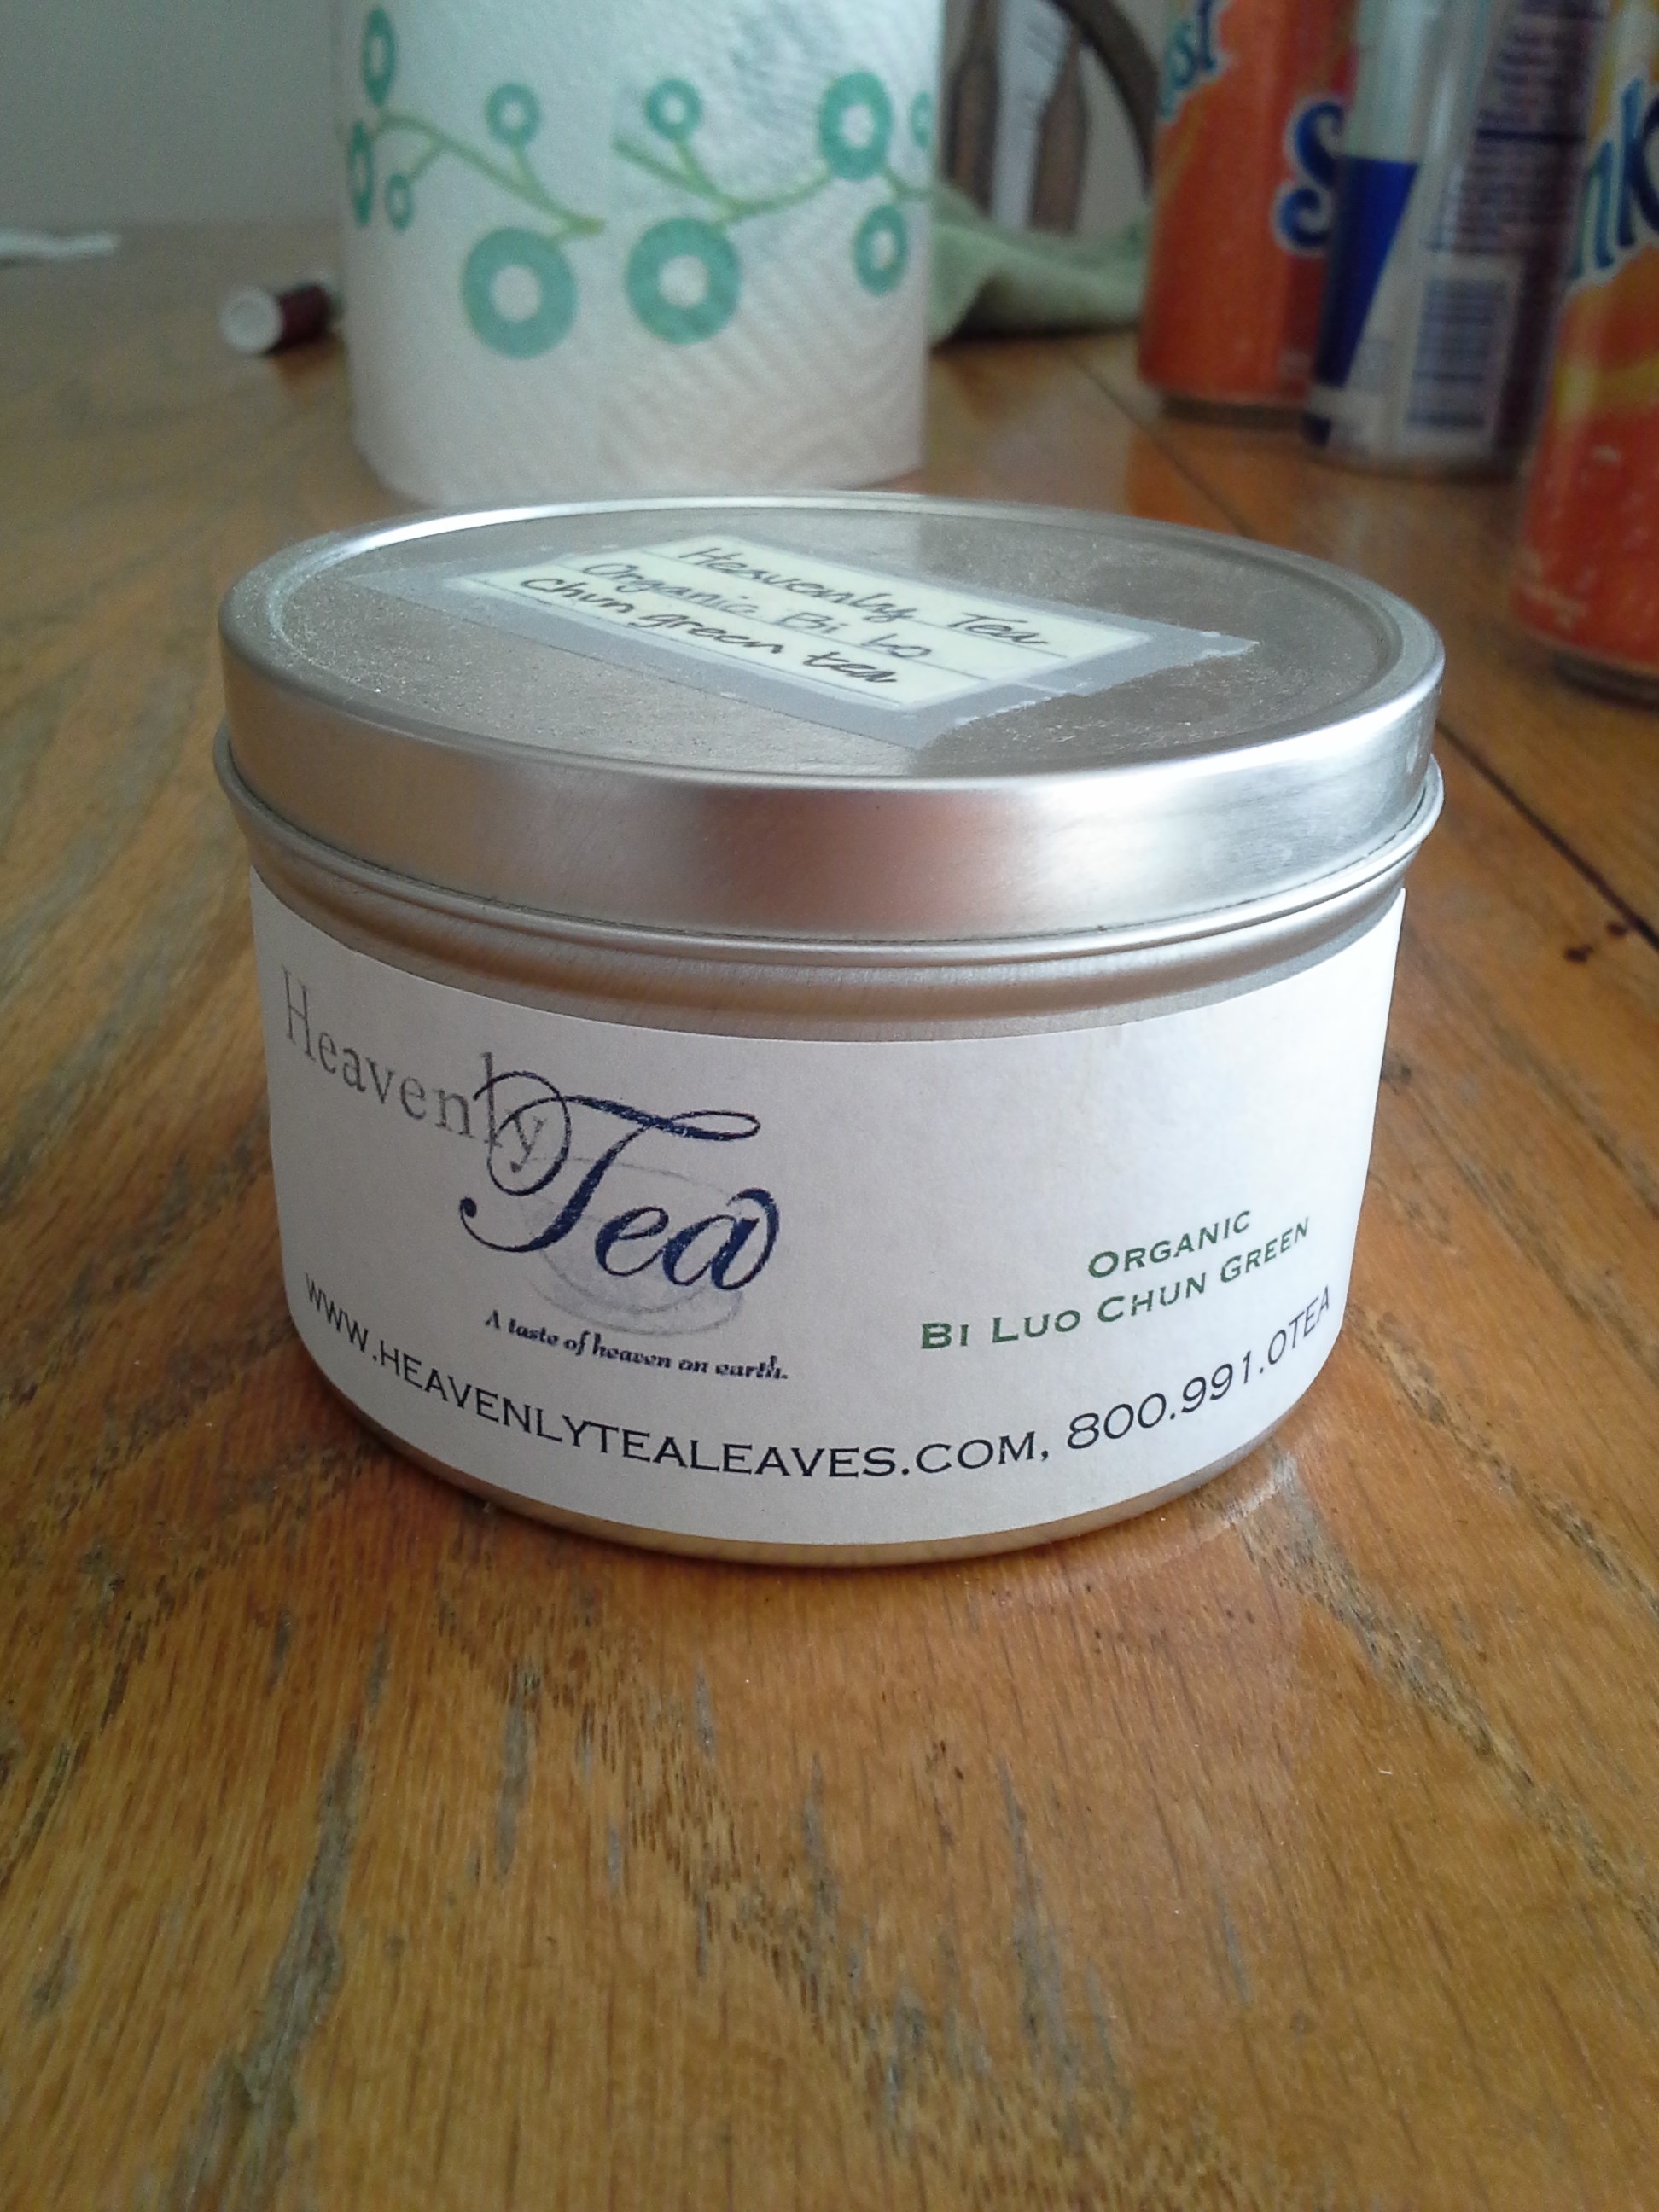 Heavenly Tea
Organic Bi Lo
chun green tea
Heavenly
Tea
A taste of heaven on earth.
ORGANIC
BI LUO CHUN GREEN
WWW.HEAVENLYTEALEAVES.COM, 800.991.0TEA